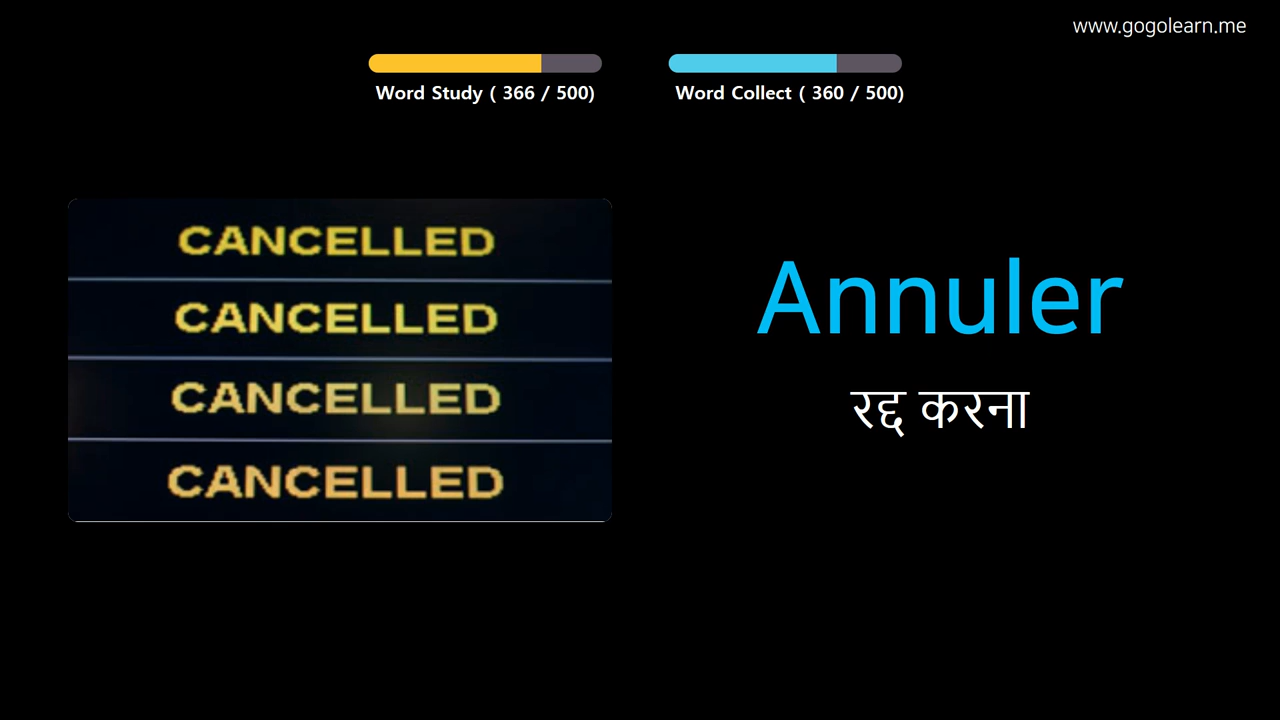 www.gogolearn.me
Word Study ( 366 / 500)
Word Collect ( 360 / 500)
CANCELLED
CANCELLED
CANCELLED
CANCELLED
Annuler
रद्द करना